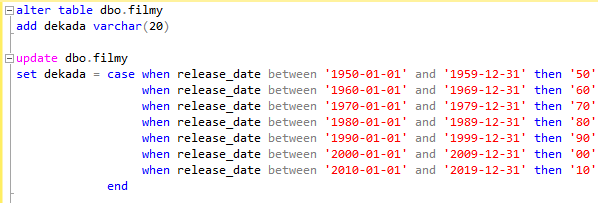 alter table dbo.filmy
add dekada varchar(20)
update dbo.filmy
set dekada = case when release_date between '1950-01-01' and '1959-12-31' then '50'
when release_date between '1960-01-01' and '1969-12-31' then '60'
when release_date between '1970-01-01' and '1979-12-31' then '70'
when release_date between '1980-01-01' and '1989-12-31' then '80'
when release_date between '1990-01-01' and '1999-12-31' then '90'
when release_date between '2000-01-01' and '2009-12-31' then '00'
when release_date between '2010-01-01' and '2019-12-31' then '10'
end